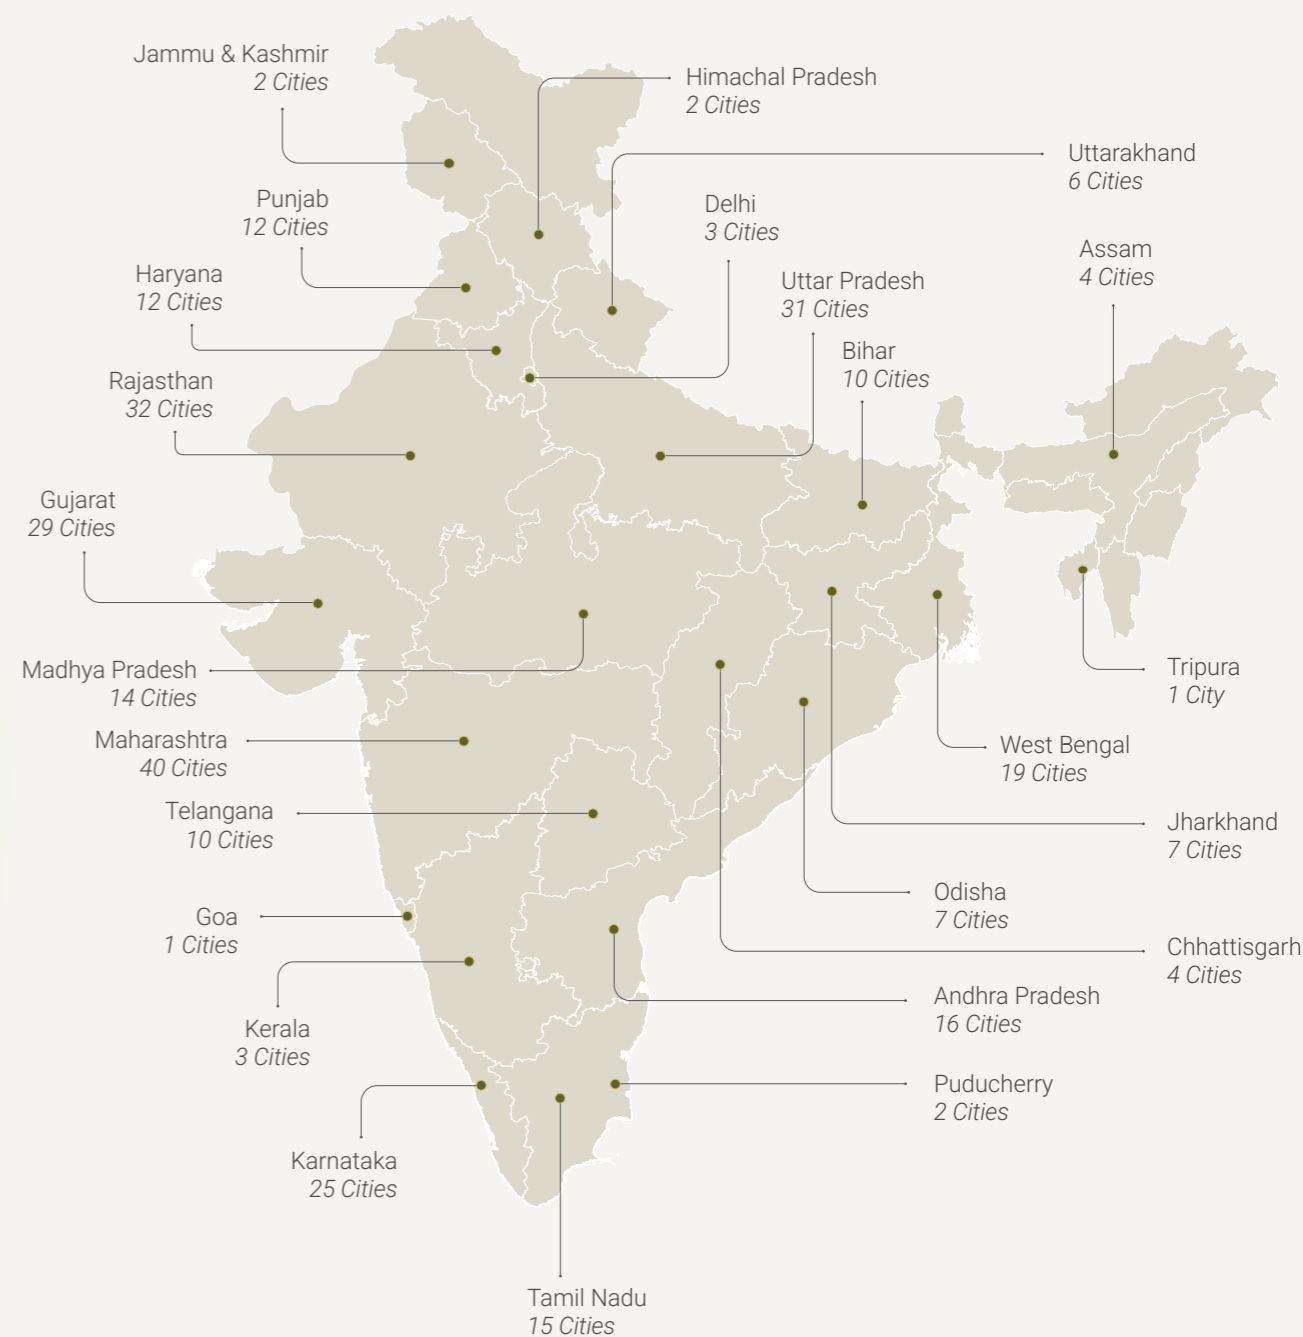 Jammu & Kashmir
2 Cities
Himachal Pradesh
2 Cities
Uttarakhand
6 Cities
Punjab
12 Cities
Delhi
3 Cities
Assam
4 Cities
Haryana
12 Cities
Uttar Pradesh
31 Cities
Bihar
10 Cities
Rajasthan
32 Cities
Gujarat
29 Cities
Madhya Pradesh
14 Cities
Tripura
1 City
Maharashtra
40 Cities
West Bengal
19 Cities
Telangana
10 Cities
Jharkhand
7 Cities
Odisha
7 Cities
Goa
1 Cities
Chhattisgarh
4 Cities
Andhra Pradesh
16 Cities
Kerala
3 Cities
Puducherry
2 Cities
Karnataka
25 Cities
Tamil Nadu
15 Cities